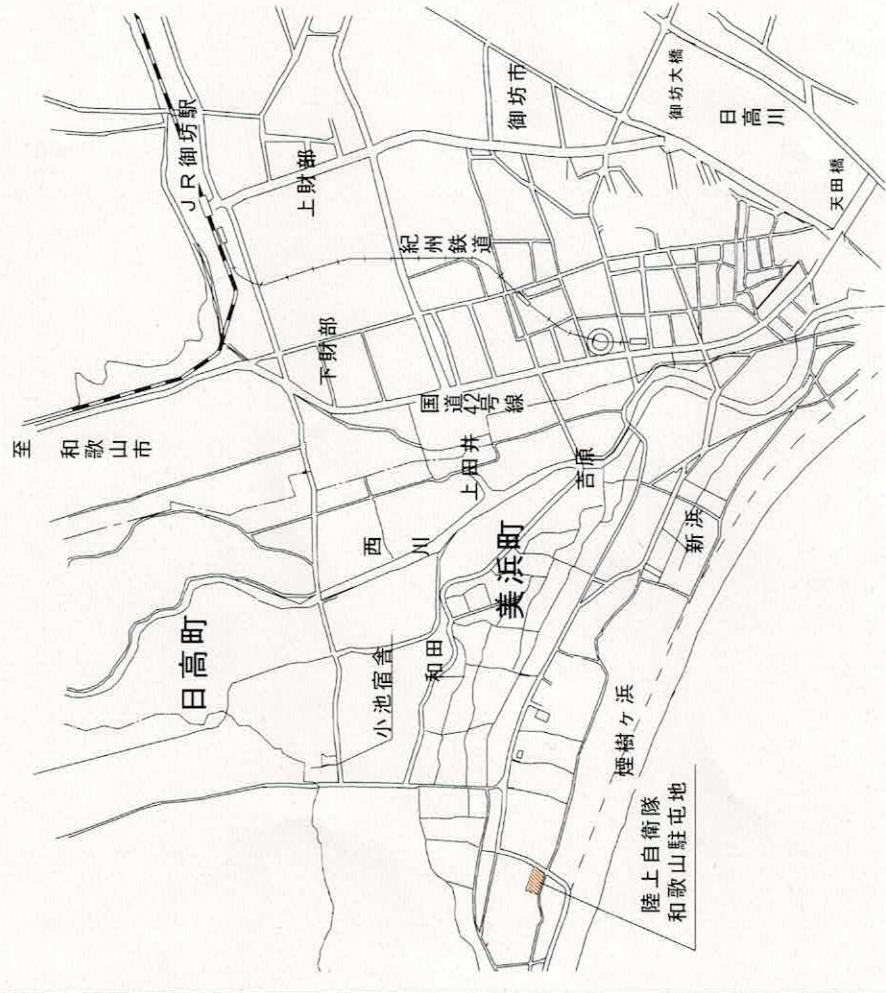 至
和歌山市
JR御坊駅
上財部
御坊市
御坊大橋
日高川
天田橋
紀州鉄道
下財部
国道42号線
上田井
吉原
西川
美浜町
新浜
日高町
小池宿舎
和田
煙樹ヶ浜
陸上自衛隊
和歌山駐屯地